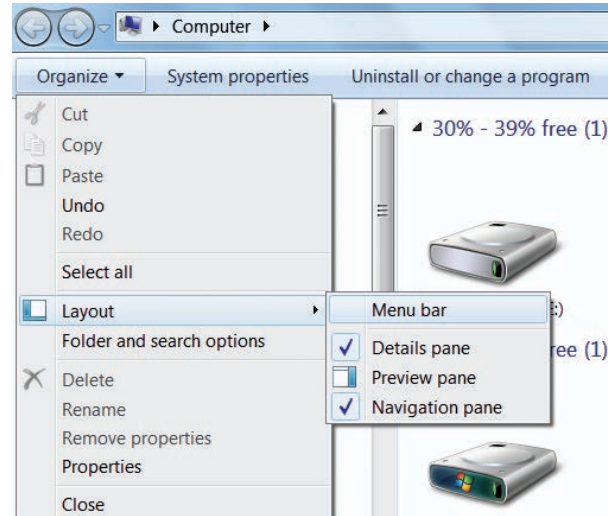 Computer
Organize System properties Uninstall or change a program
Cut
Copy
Paste
Undo
Redo
Select all
Layout
Folder and search options
Delete
Rename
Remove properties
Properties
Close
Menu bar
Details pane
Preview pane
Navigation pane
30% - 39% free (1)
:)
ree (1)